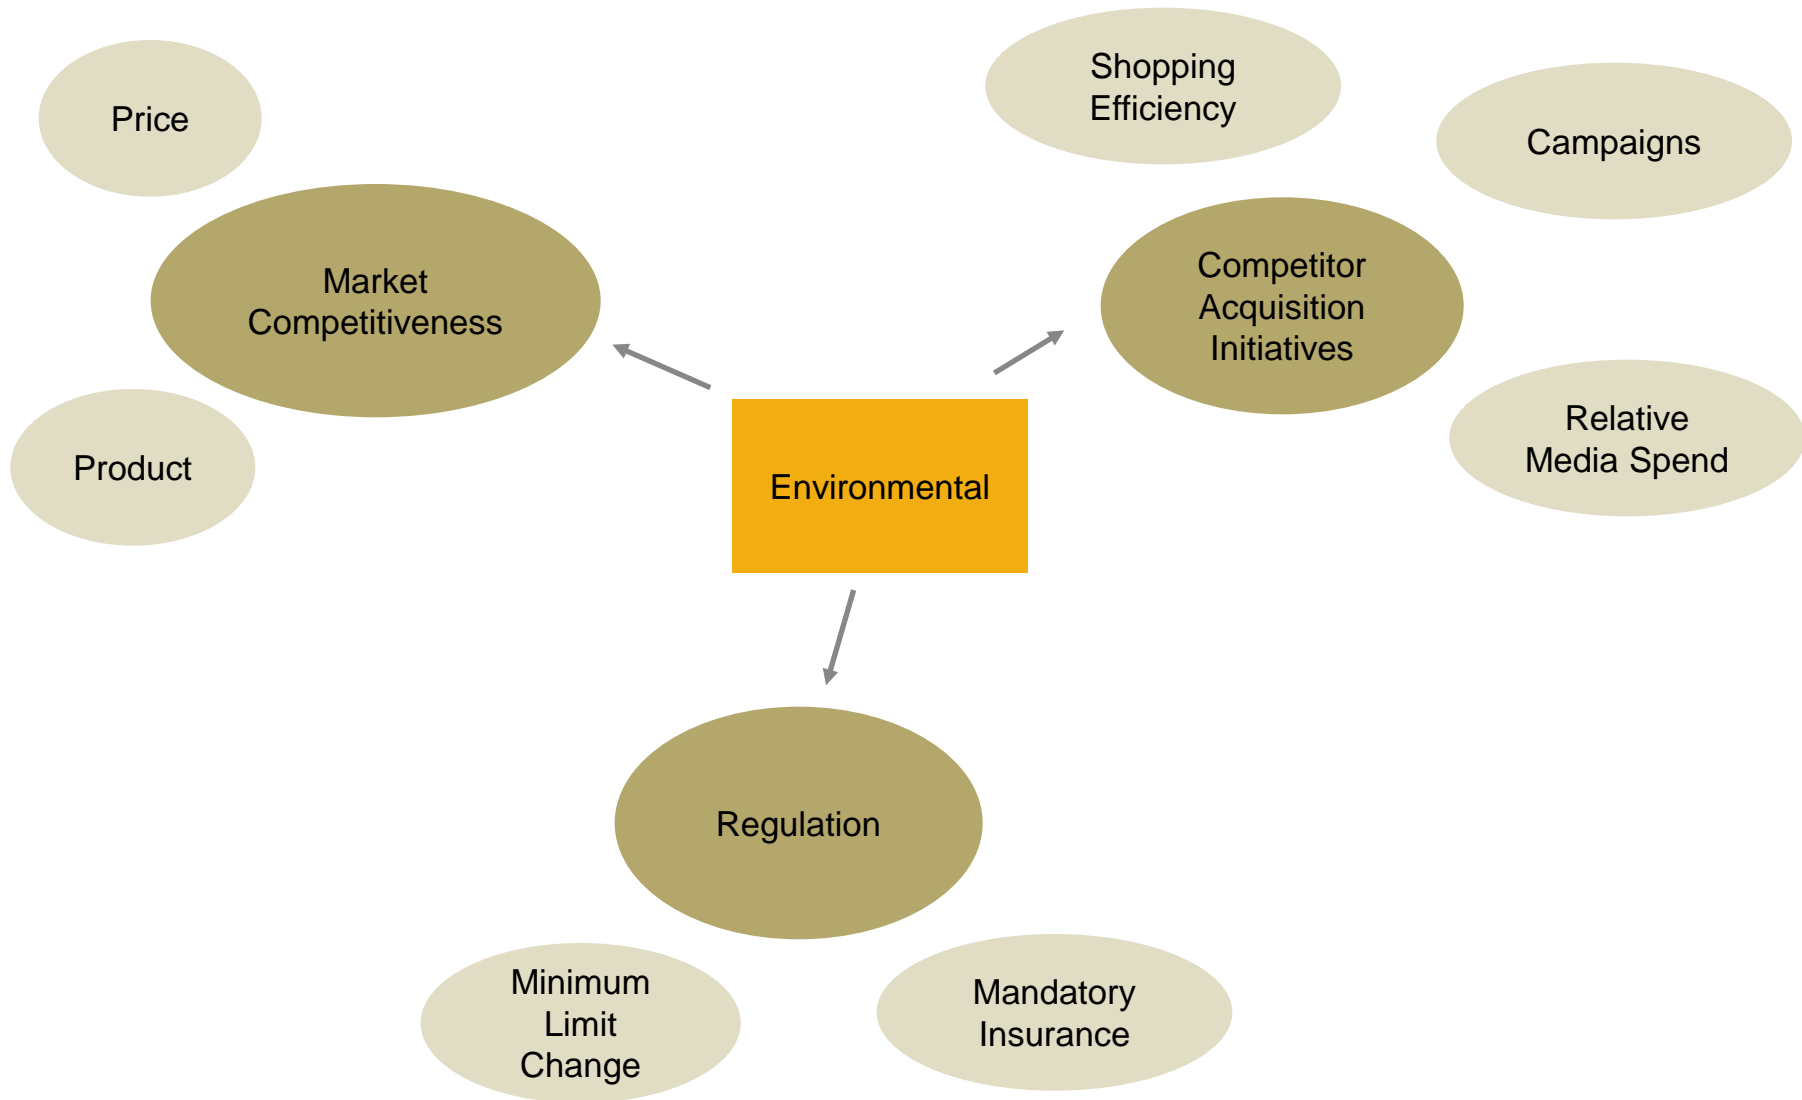 Price
Market
Competitiveness
Product
Shopping
Efficiency
Campaigns
Competitor
Acquisition
Initiatives
Relative
Media Spend
Environmental
Regulation
Minimum
Limit
Change
Mandatory
Insurance